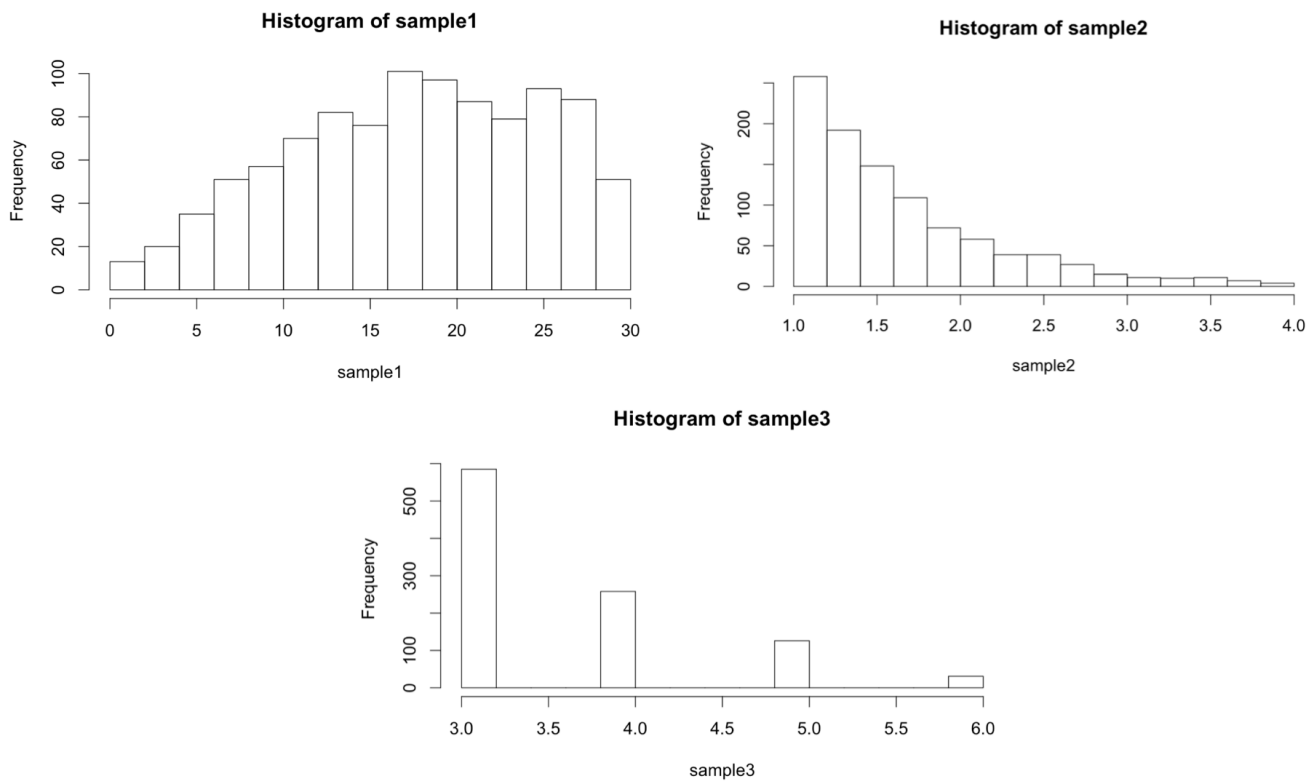 Histogram of sample1
Frequency
0 20 40 60 80 100
0 5 10 15 20 25 30
sample1
Histogram of sample2
Frequency
0 50 100 200
1.0 1.5 2.0 2.5 3.0 3.5 4.0
sample2
Histogram of sample3
Frequency
0 100 300 500
3.0 3.5 4.0 4.5 5.0 5.5 6.0
sample3